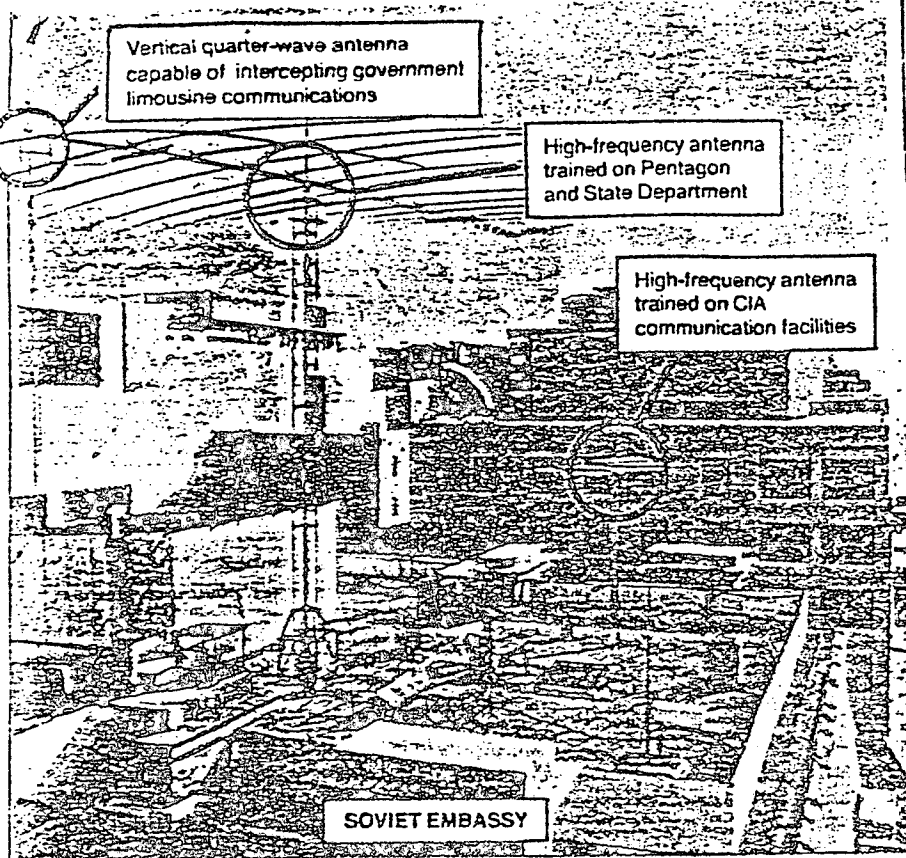 Vertical quarter-wave antenna
capable of intercepting government
limousine communications
High-frequency antenna
trained on Pentagon
and State Department
High-frequency antenna
trained on CIA
communication facilities
SOVIET EMBASSY